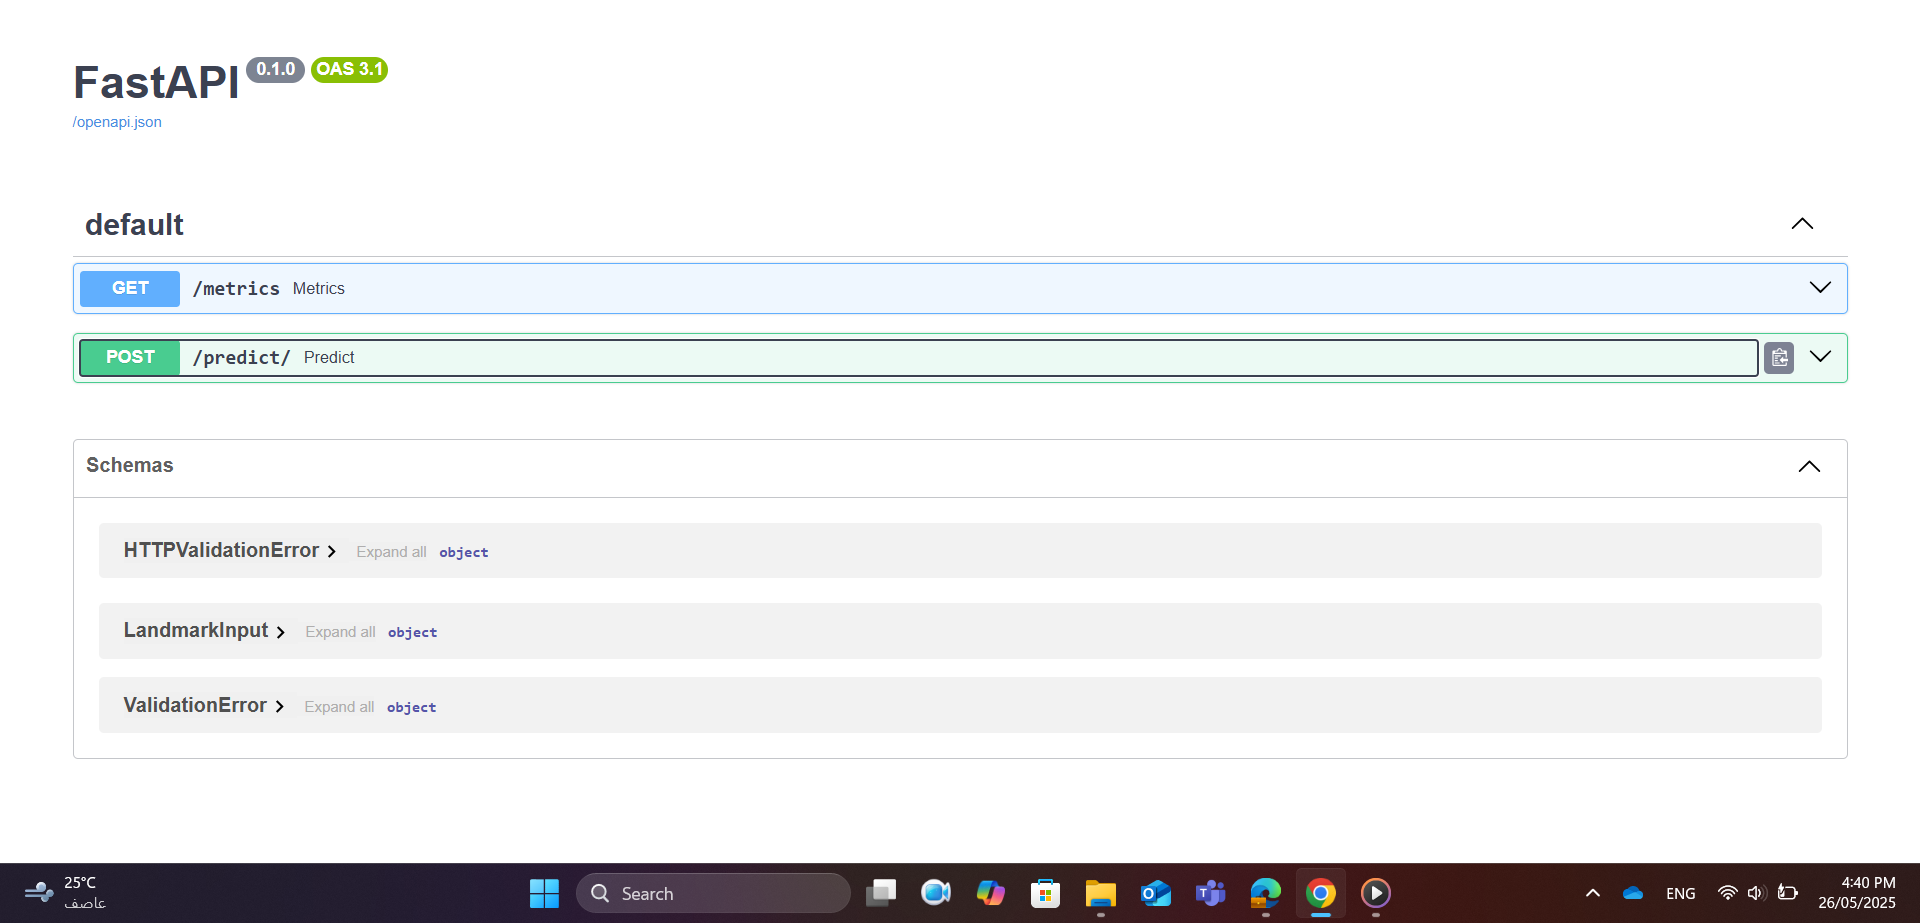 FastAPI 0.1.0 OAS 3.1
/openapi.json
default
GET /metrics Metrics
POST /predict/ Predict
Schemas
HTTPValidationError Expand all object
LandmarkInput Expand all object
ValidationError Expand all object
25°C
عاصف
Search
ENG
4:40 PM
26/05/2025